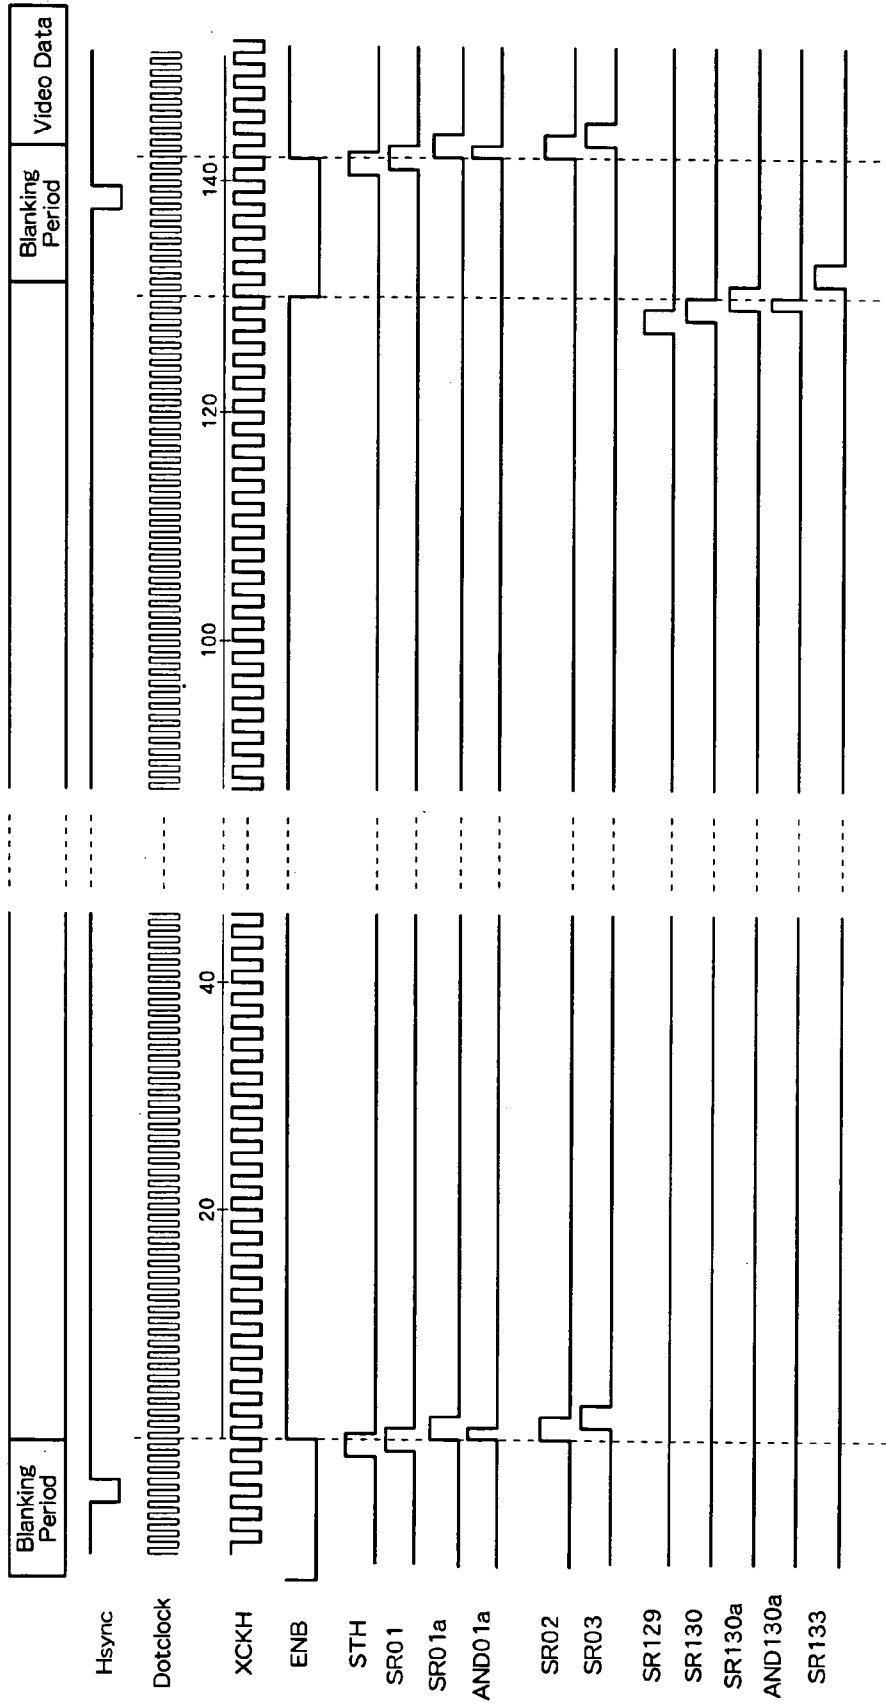 Blanking
Period
Blanking
Period
Video Data
Hsync
Dotclock
20
40
100
120
140
XCKH
ENB
STH
SR01
SR01a
AND01a
SR02
SR03
SR129
SR130
SR130a
AND130a
SR133